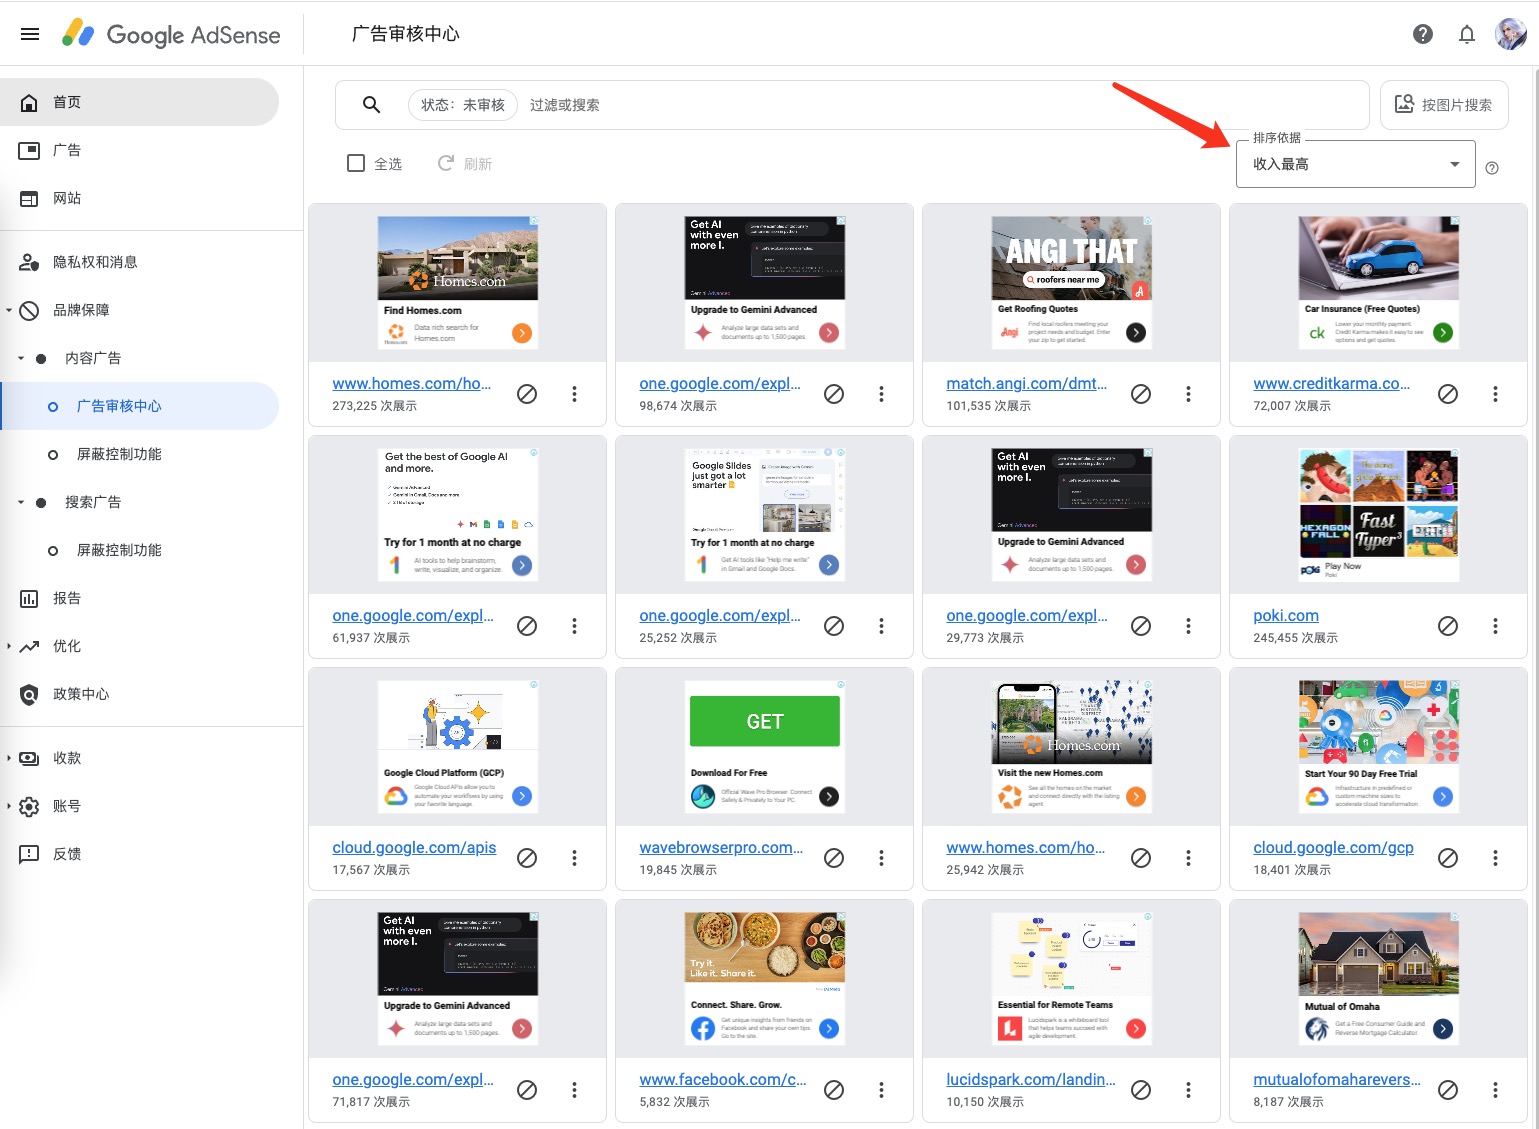 Google AdSense
广告审核中心
首页
广告
网站
隐私权和消息
品牌保障
内容广告
广告审核中心
屏蔽控制功能
搜索广告
屏蔽控制功能
报告
优化
政策中心
收款
账号
反馈
状态：未审核
过滤或搜索
按图片搜索
全选
刷新
排序依据
收入最高
Homes.com
Find Homes.com
Data rich search for
Homes.com
www.homes.com/ho...
273,225 次展示
Get AI
with even
more I.
Gemini Advanced
Upgrade to Gemini Advanced
Analyze large data sets and
documents up to 1,500 pages.
one.google.com/expl...
98,674 次展示
ANGI THAT
roofers near me
Get Roofing Quotes
Angi
Find local roofers meeting your
project needs and budget. Enter
your zip to get started.
match.angi.com/dmt...
101,535 次展示
Car Insurance (Free Quotes)
ck
Lower your monthly payment.
Credit Karma makes it easy to see
options and get quotes.
www.creditkarma.co...
72,007 次展示
Get the best of Google AI
and more.
Gemini Advanced
Gemini in Gmail, Docs and more
Try for 1 month at no charge
AI tools to help brainstorm,
write, visualize, and organize.
one.google.com/expl...
61,937 次展示
Google Slides
just got a lot
smarter
Try for 1 month at no charge
Get AI tools like "Help me write"
in Gmail and Google Docs.
one.google.com/expl...
25,252 次展示
Get AI
with even
more I.
Gemini Advanced
Upgrade to Gemini Advanced
Analyze large data sets and
documents up to 1,500 pages.
one.google.com/expl...
29,773 次展示
HEXAGON
FALL
Fast
Typer
Poki
Play Now
Poki
poki.com
245,455 次展示
Google Cloud Platform (GCP)
Google Cloud APIs allow you to
automate your workflows by using
your favorite language.
cloud.google.com/apis
17,567 次展示
GET
Download For Free
Official Wave Pro Browser. Connect
Safely & Privately to Your PC
wavebrowserpro.com...
19,845 次展示
Homes.com
Visit the new Homes.com
See all the homes on the market
and connect directly with the listing
agent.
www.homes.com/ho...
25,942 次展示
Start Your 90 Day Free Trial
Infrastructure in predefined or
custom machine sizes to
accelerate cloud transformation.
cloud.google.com/gcp
18,401 次展示
Get AI
with even
more I.
Gemini Advanced
Upgrade to Gemini Advanced
Analyze large data sets and
documents up to 1,500 pages.
one.google.com/expl...
71,817 次展示
Try it.
Like it. Share it.
Connect. Share. Grow.
Get unique insights from friends on
Facebook and share your own tips.
Go to the site.
www.facebook.com/c...
5,832 次展示
Essential for Remote Teams
Lucidspark is a whiteboard tool
that helps teams succeed with
agile development.
lucidspark.com/landin...
10,150 次展示
Mutual of Omaha
Get a Free Consumer Guide and
Reverse Mortgage Calculator.
mutualofomaharevers...
8,187 次展示